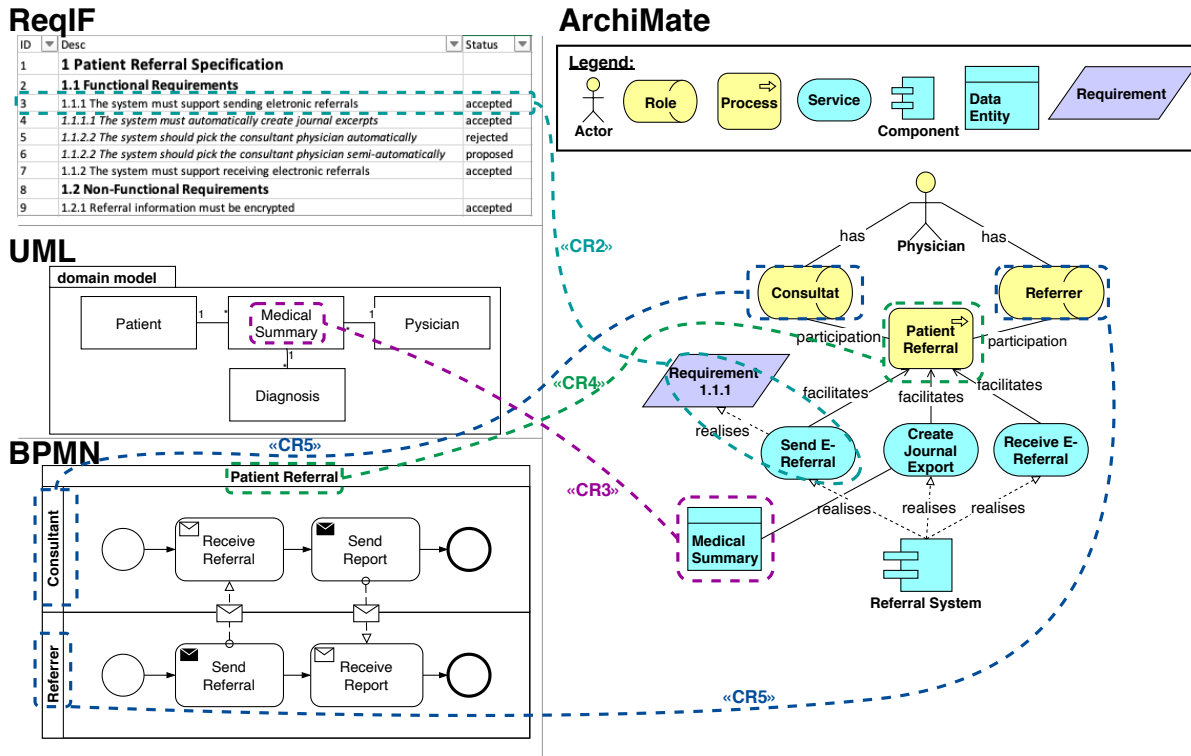 ReqIF
ID Desc Status
1 1 Patient Referral Specification
2 1.1 Functional Requirements
3 1.1.1 The system must support sending eletronic referrals accepted
4 1.1.1.1 The system must automatically create journal excerpts accepted
5 1.1.2.2 The system should pick the consultant physician automatically rejected
6 1.1.2.2 The system should pick the consultant physician semi-automatically proposed
7 1.1.2 The system must support receiving electronic referrals accepted
8 1.2 Non-Functional Requirements
9 1.2.1 Referral information must be encrypted accepted
UML
domain model
Patient
1
*
Medical
Summary
*
1
Pysician
1
*
Diagnosis
BPMN
Patient Referral
Consultant
Receive
Referral
Send
Report
Referrer
Send
Referral
Receive
Report
«CR2»
«CR4»
«CR5»
«CR3»
«CR5»
ArchiMate
Legend:
Actor
Role
Process
Service
Component
Data
Entity
Requirement
Physician
has
has
Consultat
Referrer
participation
participation
Patient
Referral
Requirement
1.1.1
facilitates
facilitates
facilitates
realises
Send E-
Referral
Create
Journal
Export
Receive E-
Referral
realises
realises
realises
Medical
Summary
Referral System